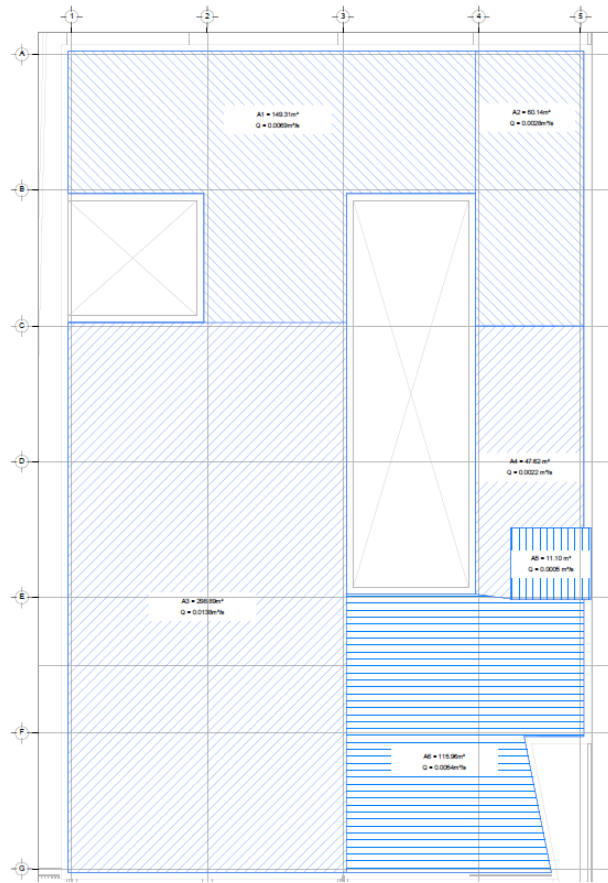 1 2 3 4 5
A
A1 = 149.31m²
Q = 0.0069m³/s
A2 = 60.14m²
Q = 0.0028m³/s
B
C
D
A4 = 47.62 m²
Q = 0.0022 m³/s
A5 = 11.10 m²
Q = 0.0005 m³/s
E
A3 = 298.89m²
Q = 0.0138m³/s
F
A6 = 115.96m²
Q = 0.0054m³/s
G